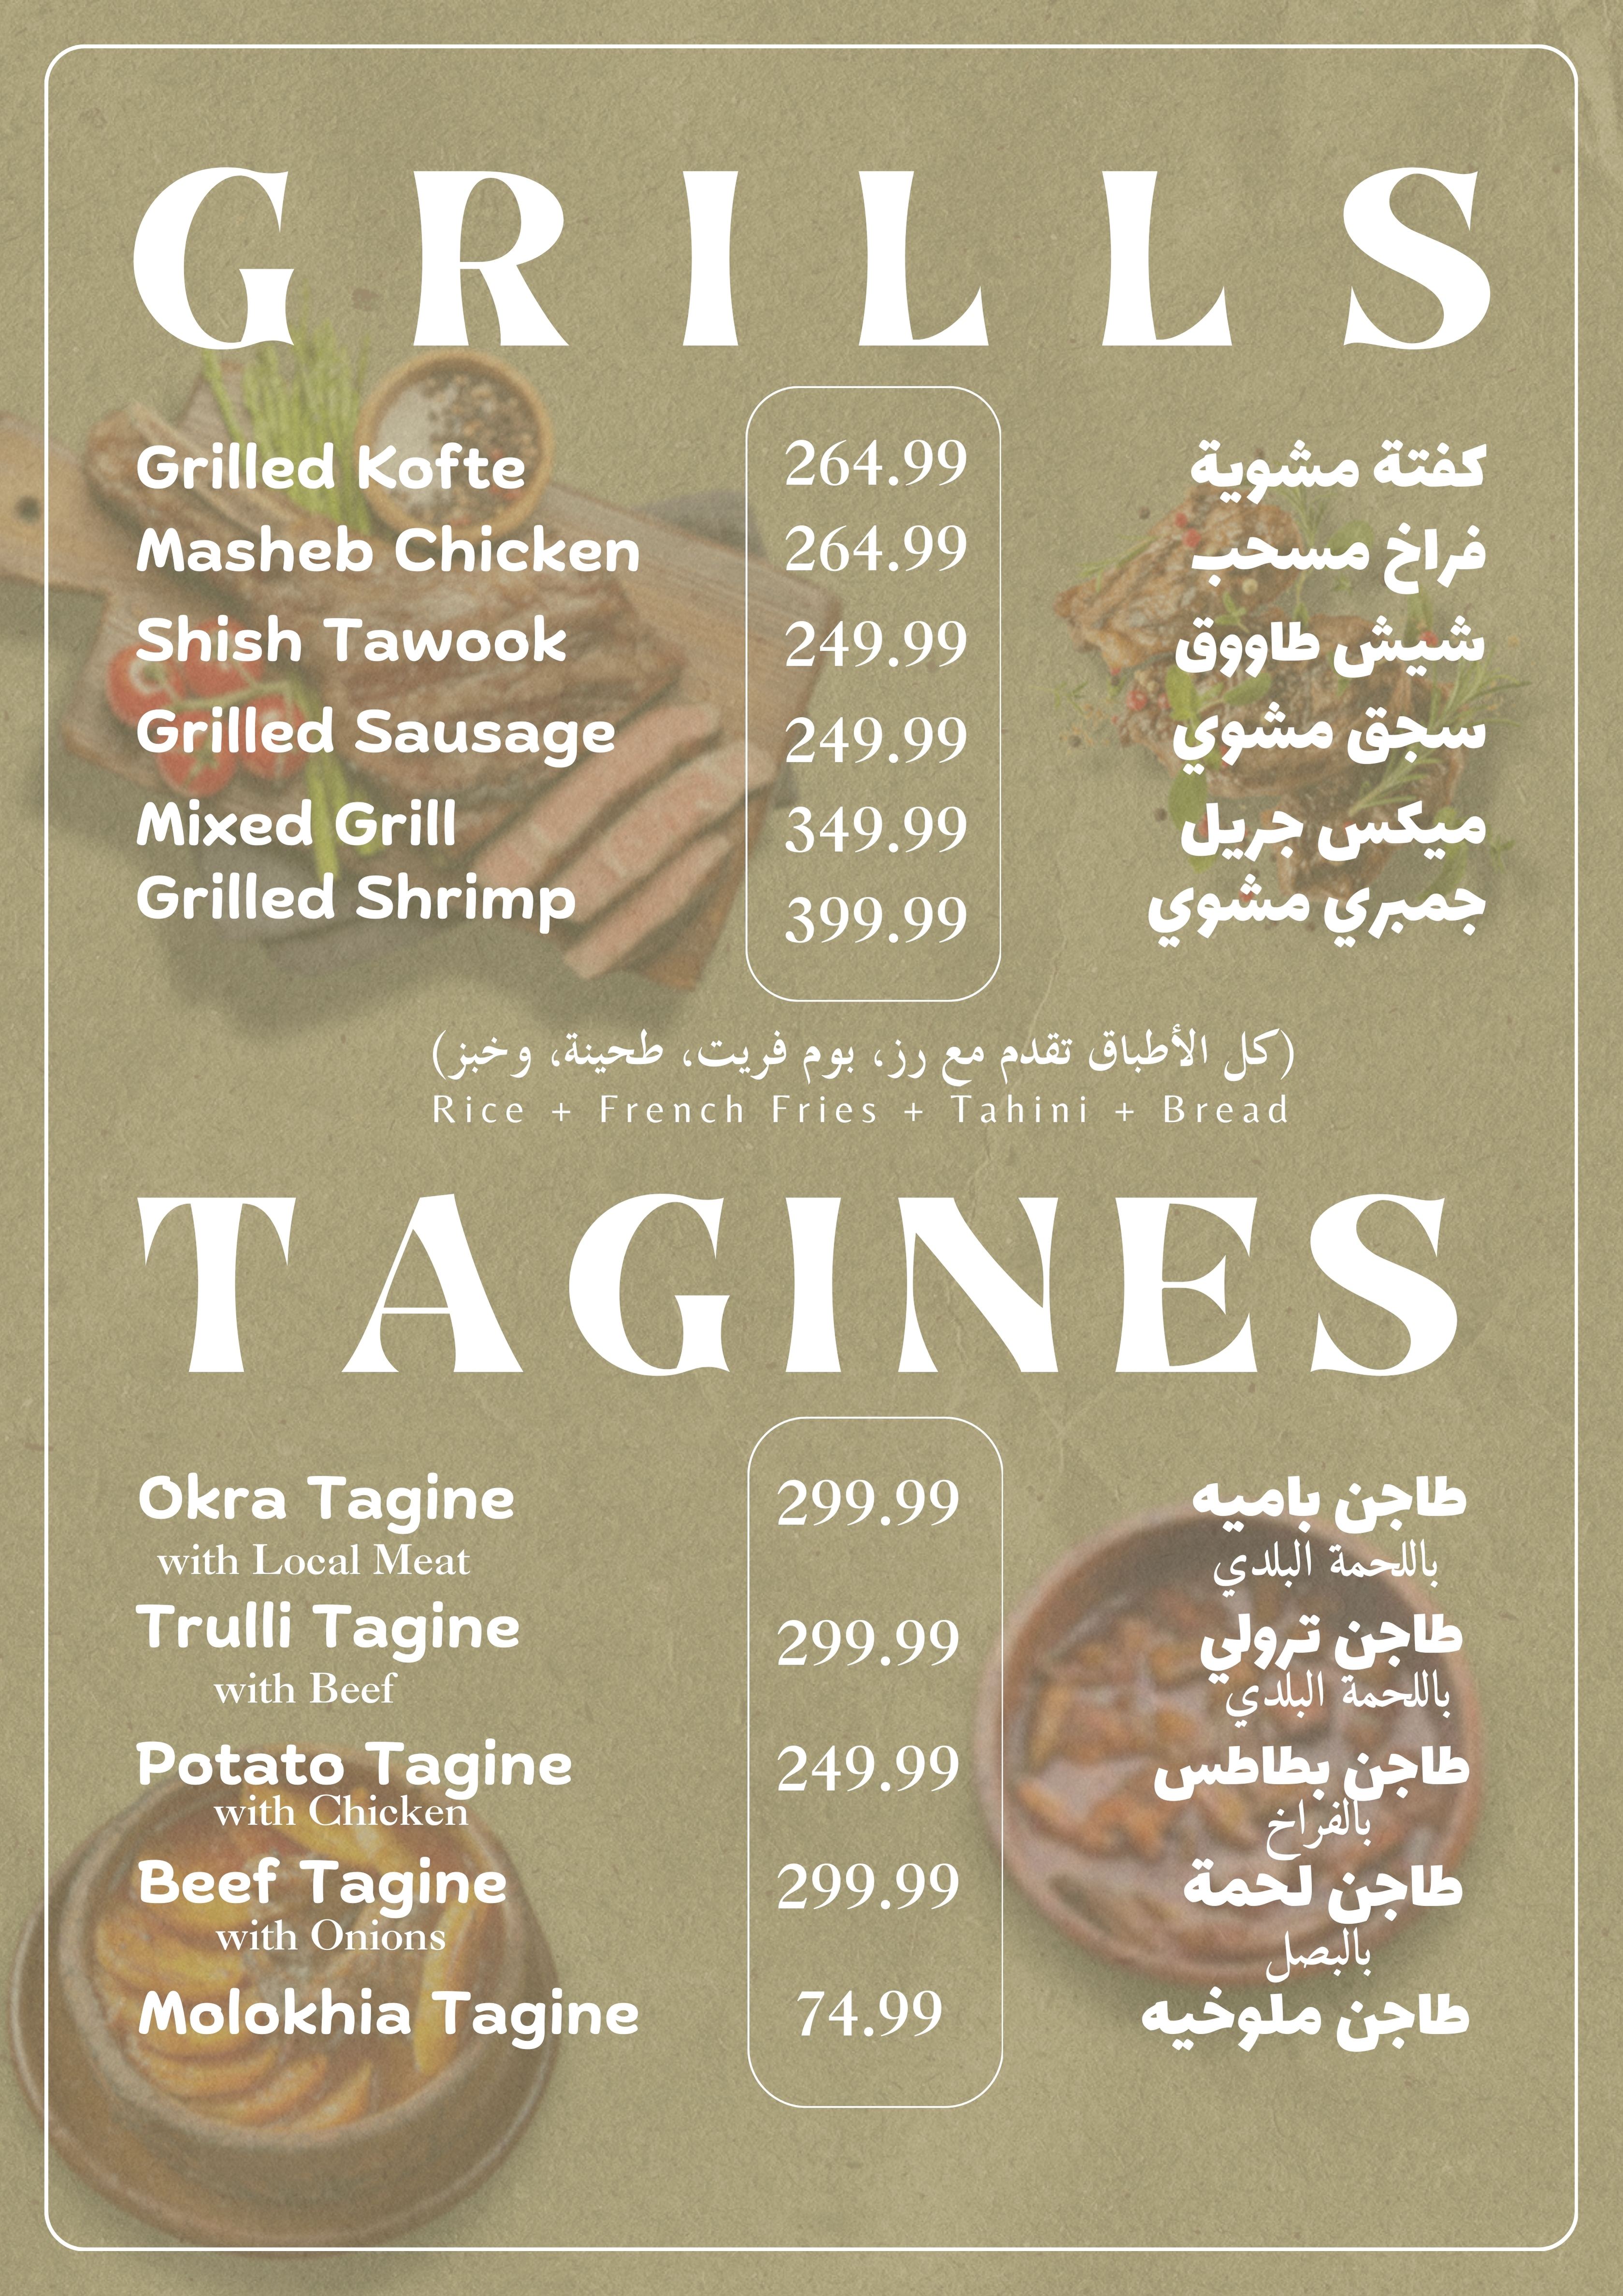 GRILLS
Grilled Kofte 264.99 كفتة مشوية
Masheb Chicken 264.99 فراخ مسحب
Shish Tawook 249.99 شيش طاووق
Grilled Sausage 249.99 سجق مشوي
Mixed Grill 349.99 ميكس جريل
Grilled Shrimp 399.99 جمبري مشوي
(كل الأطباق تقدم مع رز، بوم فريت، طحينة، وخبز)
Rice + French Fries + Tahini + Bread
TAGINES
Okra Tagine 299.99 طاجن باميه
with Local Meat باللحمة البلدي
Trulli Tagine 299.99 طاجن ترولي
with Beef باللحمة البلدي
Potato Tagine 249.99 طاجن بطاطس
with Chicken بالفراخ
Beef Tagine 299.99 طاجن لحمة
with Onions بالبصل
Molokhia Tagine 74.99 طاجن ملوخيه